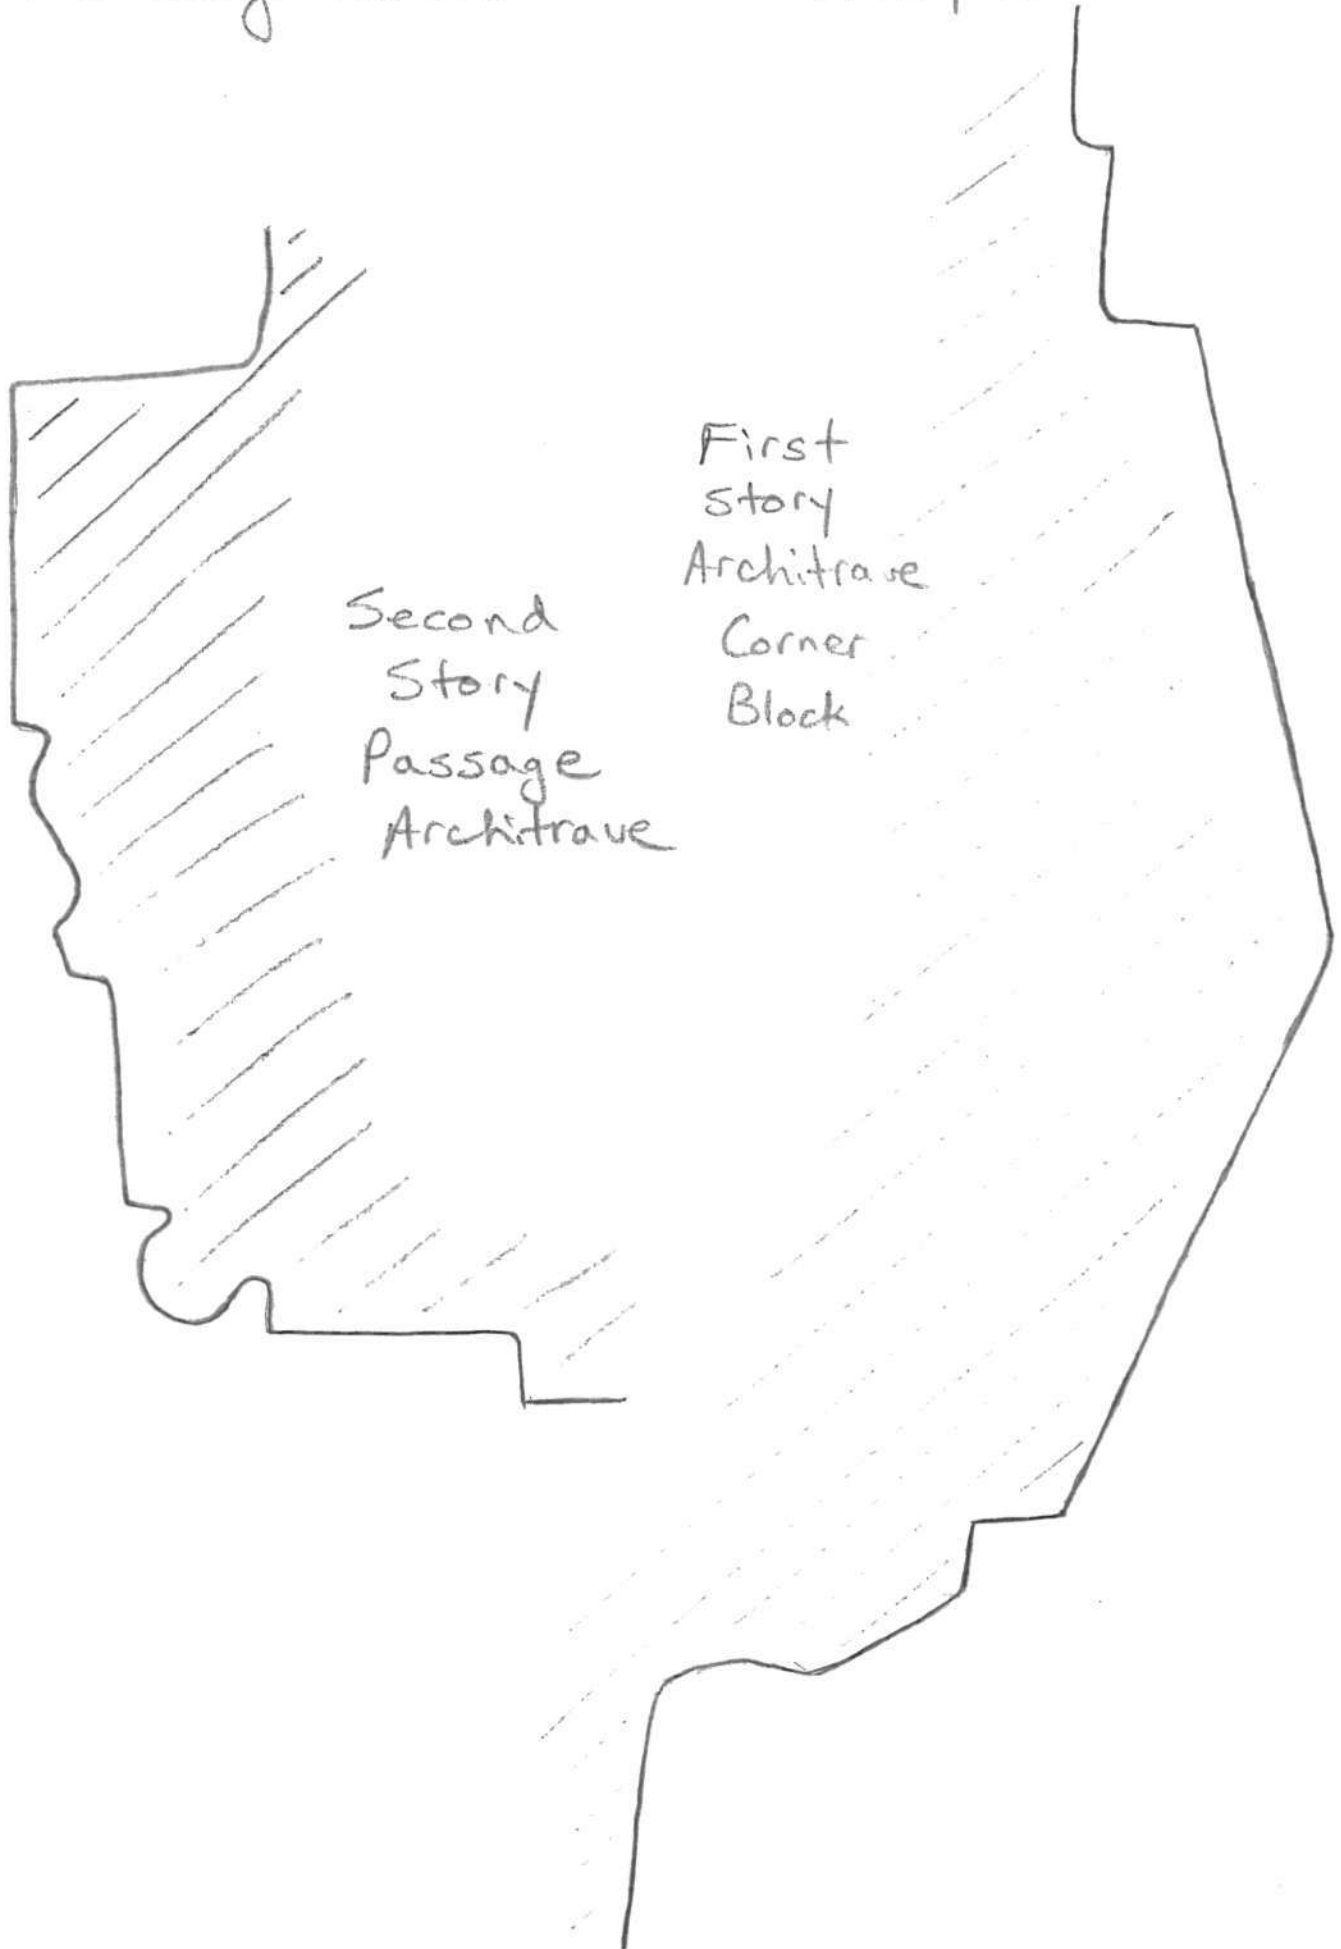 Second
Story
Passage
Architrave
First
Story
Architrave
Corner
Block